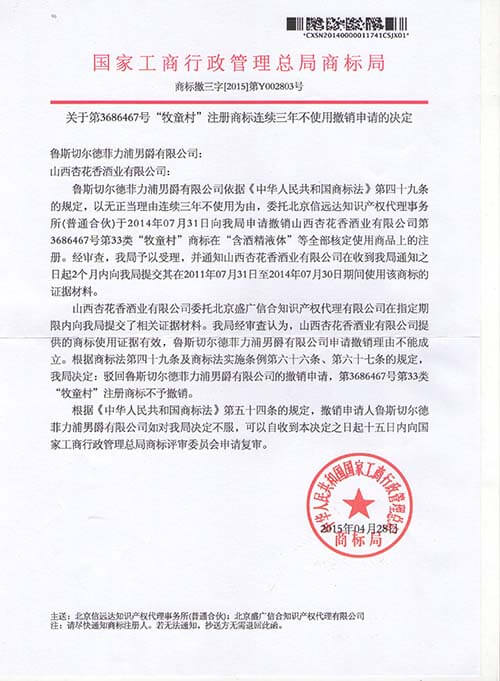 *CXSN20140000011741CSJX01*
国家工商行政管理总局商标局
商标撤三字[2015]第Y002803号
关于第3686467号“牧童村”注册商标连续三年不使用撤销申请的决定
鲁斯切尔德菲力浦男爵有限公司：
山西杏花香酒业有限公司：
鲁斯切尔德菲力浦男爵有限公司依据《中华人民共和国商标法》第四十九条
的规定，以无正当理由连续三年不使用为由，委托北京信远达知识产权代理事务
所(普通合伙)于2014年07月31日向我局申请撤销山西杏花香酒业有限公司第
3686467号第33类“牧童村”商标在“含酒精液体”等全部核定使用商品上的注
册。经审查，我局予以受理，并通知山西杏花香酒业有限公司在收到我局通知之
日起2个月内向我局提交其在2011年07月31日至2014年07月30日期间使用该商标的
证据材料。
山西杏花香酒业有限公司委托北京盛广信合知识产权代理有限公司在指定期
限内向我局提交了相关证据材料。我局经审查认为，山西杏花香酒业有限公司提
供的商标使用证据有效，鲁斯切尔德菲力浦男爵有限公司申请撤销理由不能成
立。根据商标法第四十九条及商标法实施条例第六十六条、第六十七条的规定，
我局决定：驳回鲁斯切尔德菲力浦男爵有限公司的撤销申请，第3686467号第33类
“牧童村”注册商标不予撤销。
根据《中华人民共和国商标法》第五十四条的规定，撤销申请人鲁斯切尔德
菲力浦男爵有限公司如对我局决定不服，可以自收到本决定之日起十五日内向国
家工商行政管理总局商标评审委员会申请复审。
中华人民共和国国家工商行政管理总局
2015年04月28日
商标局
主送：北京信远达知识产权代理事务所(普通合伙)；北京盛广信合知识产权代理有限公司
注：请尽快通知商标注册人。若无法通知，抄送方无需退回此函。